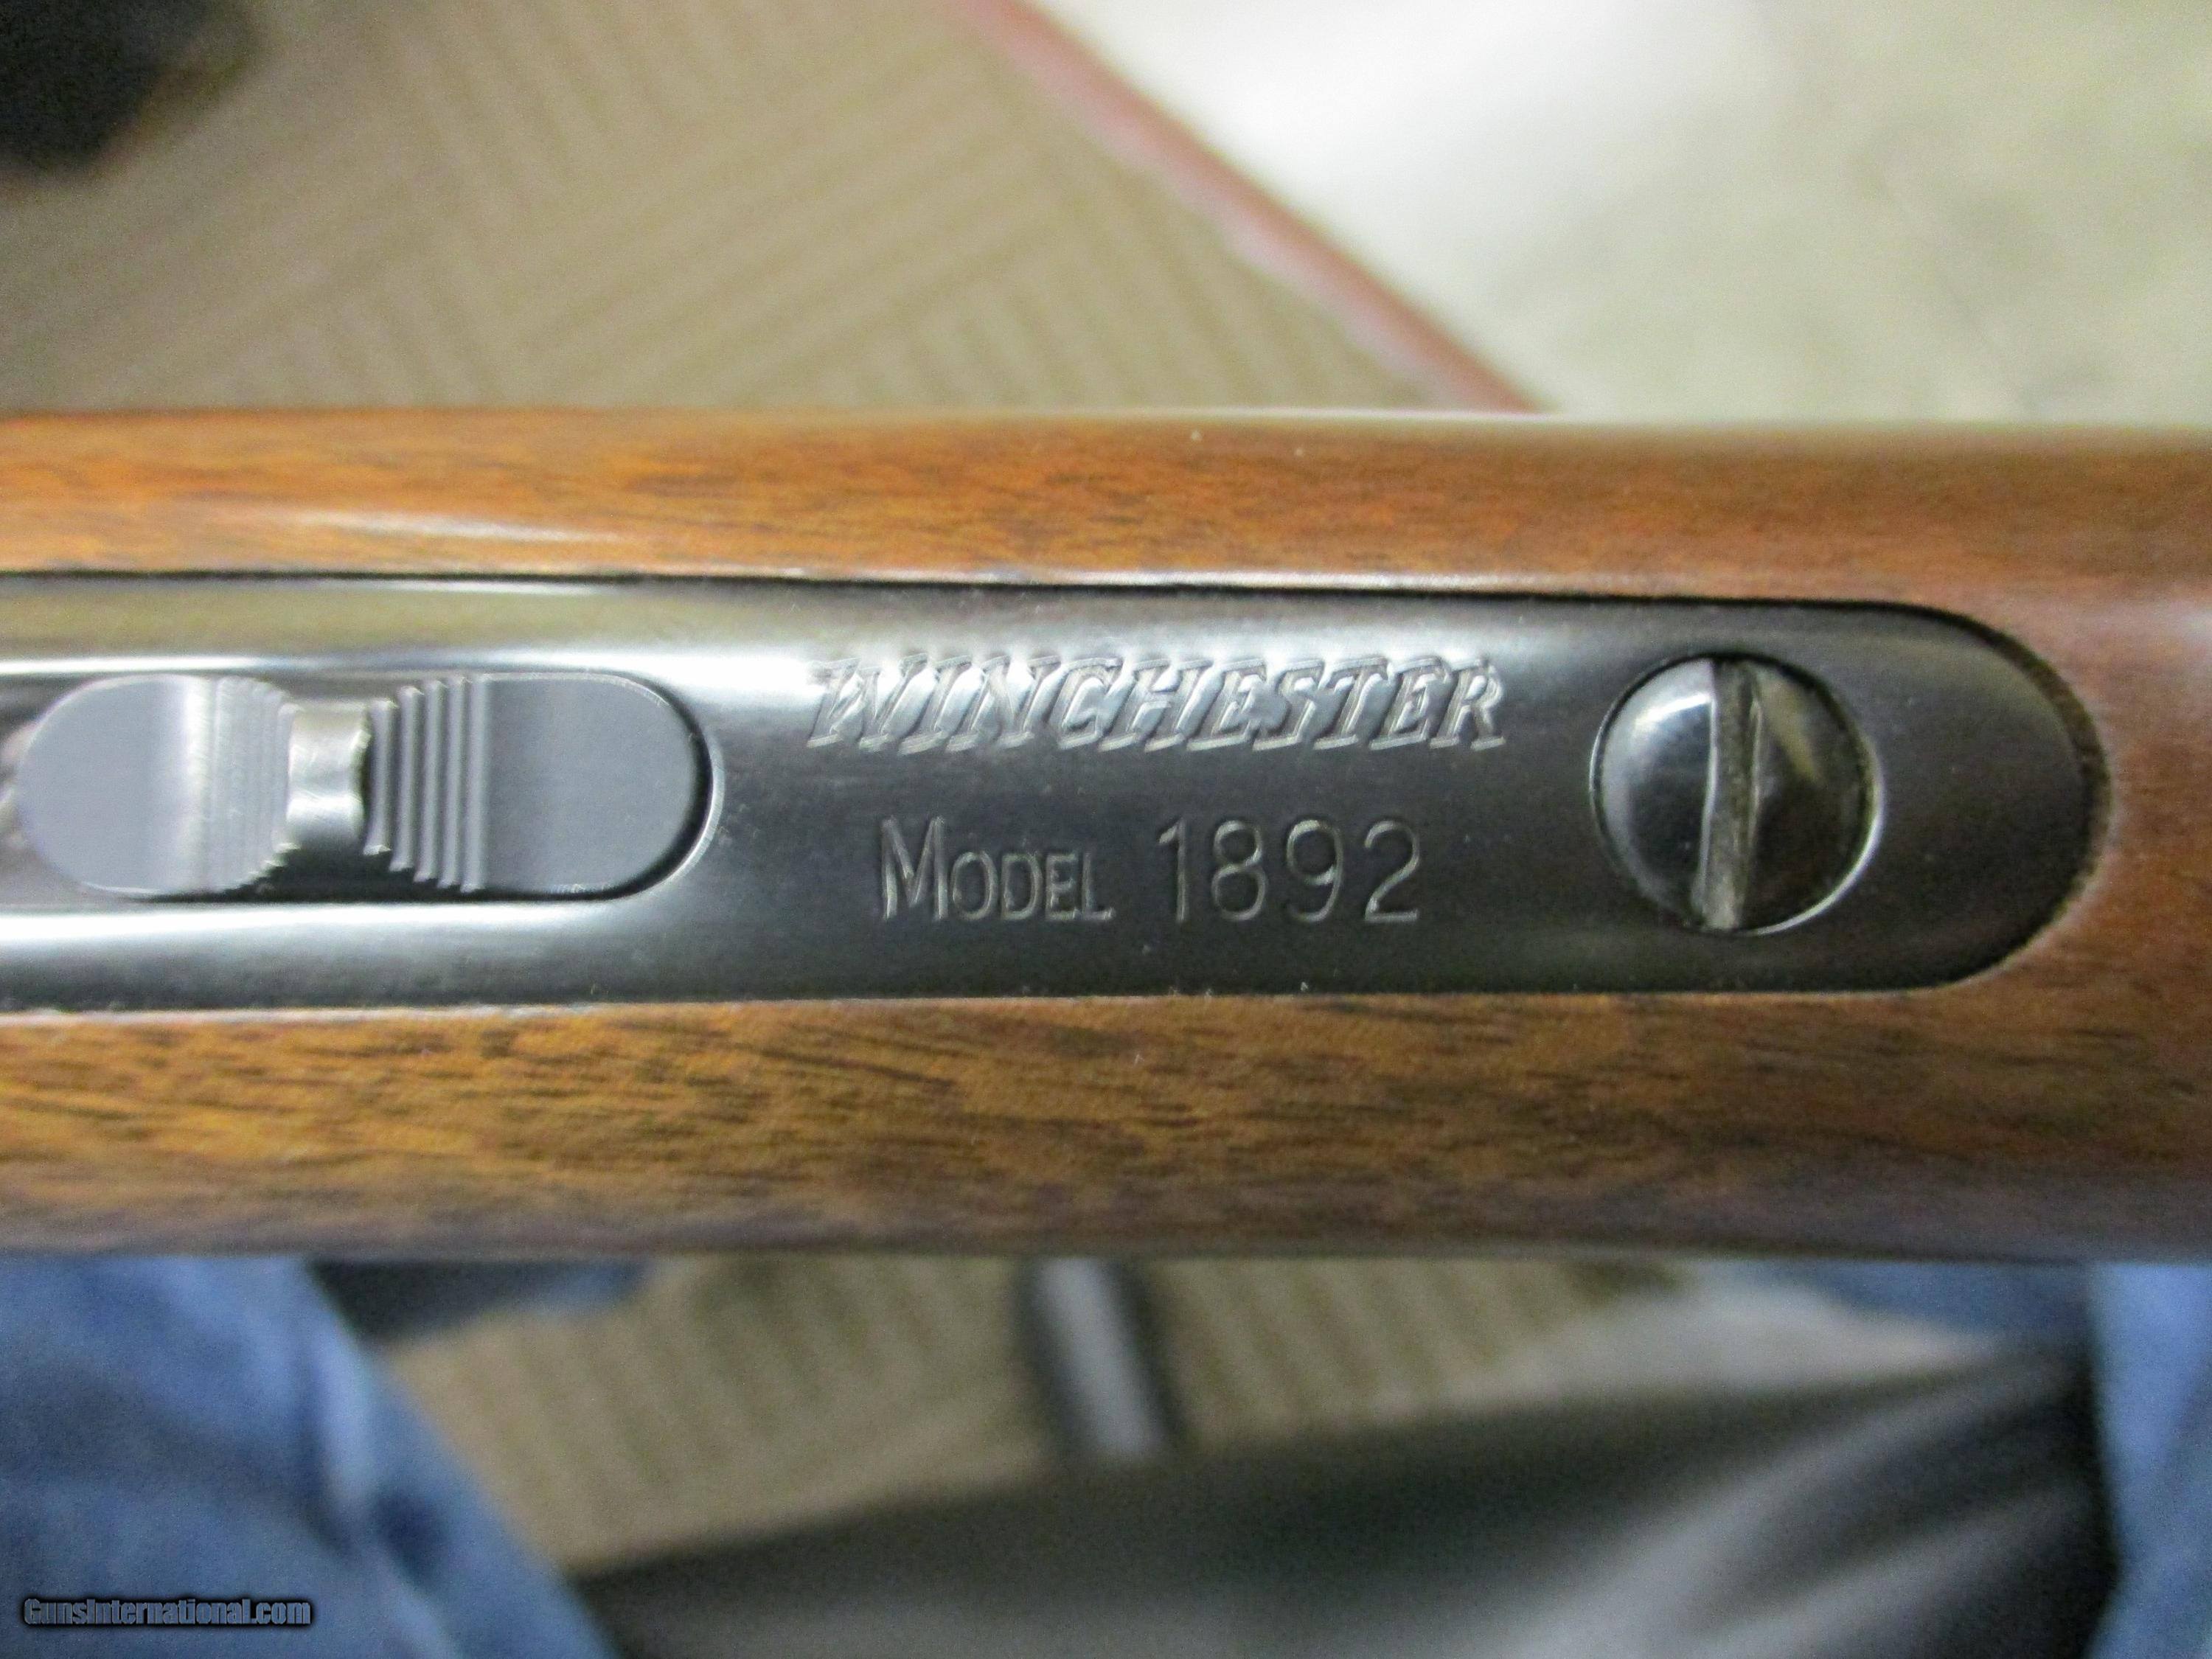 WINCHESTER
MODEL 1892
GunsInternational.com